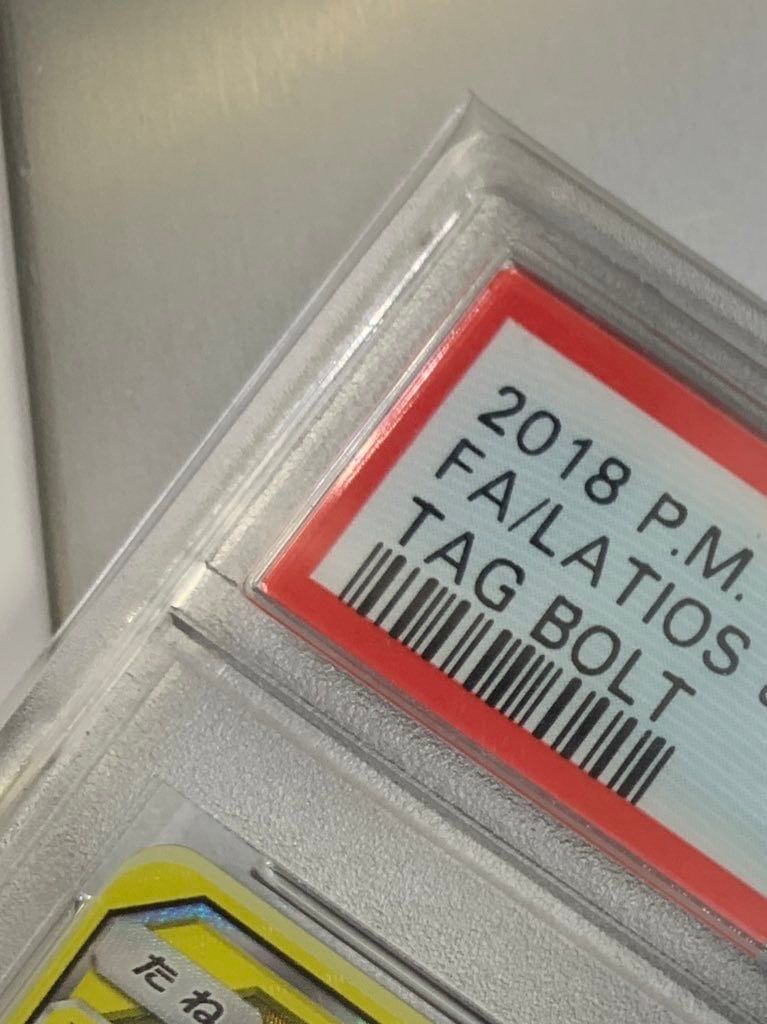 2018 P.M.
FA/LATIOS
TAG BOLT
たね